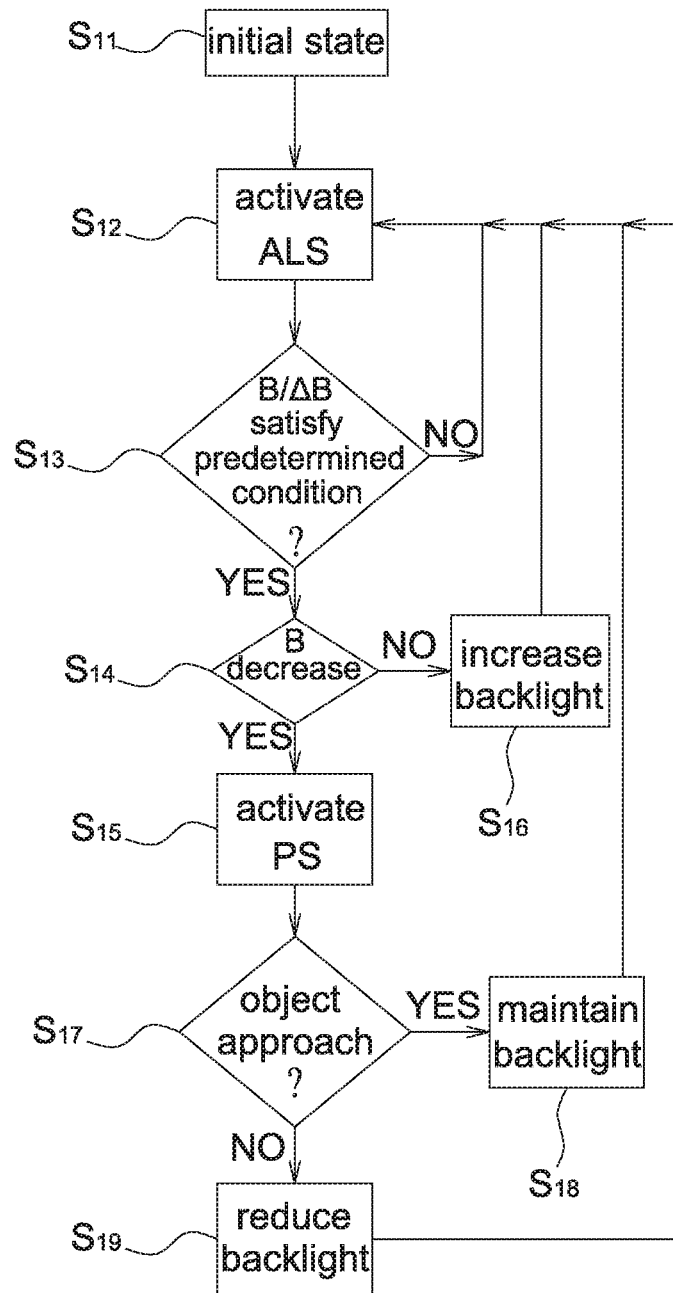 S11
initial state
S12
activate
ALS
S13
B/ΔB
satisfy
predetermined
condition
?
NO
YES
S14
B
decrease
NO
S16
increase
backlight
YES
S15
activate
PS
S17
object
approach
?
YES
S18
maintain
backlight
NO
S19
reduce
backlight